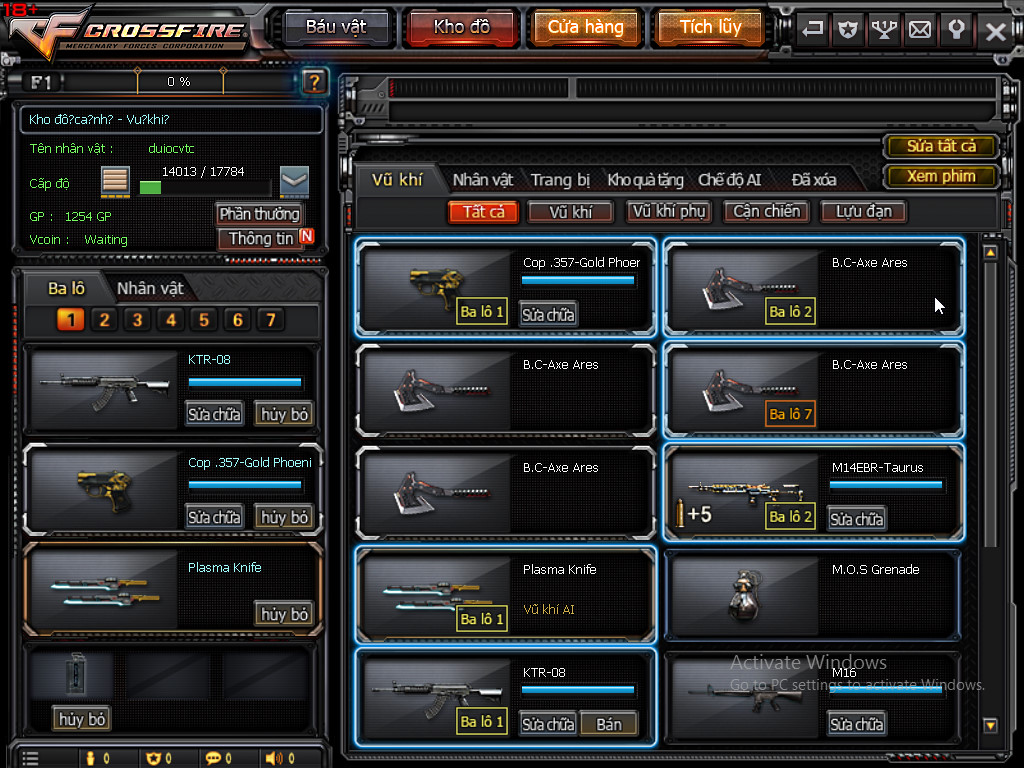 18+
CROSSFIRE
MERCENARY FORCES CORPORATION
Báu vật
Kho đồ
Cửa hàng
Tích lũy
F1
0 %
?
Kho đô?ca?nh? - Vu?khi?
Tên nhân vật : duiocvtc
Cấp độ
14013 / 17784
GP : 1254 GP
Phần thưởng
Vcoin : Waiting
Thông tin N
Ba lô
Nhân vật
1 2 3 4 5 6 7
KTR-08
Sửa chữa
hủy bỏ
Cop .357-Gold Phoeni
Sửa chữa
hủy bỏ
Plasma Knife
hủy bỏ
hủy bỏ
0
0
0
0
Sửa tất cả
Xem phim
Vũ khí
Nhân vật
Trang bị
Kho quà tặng
Chế độ AI
Đã xóa
Tất cả
Vũ khí
Vũ khí phụ
Cận chiến
Lựu đạn
Cop .357-Gold Phoer
Ba lô 1
Sửa chữa
B.C-Axe Ares
Ba lô 2
B.C-Axe Ares
B.C-Axe Ares
Ba lô 7
B.C-Axe Ares
M14EBR-Taurus
+5
Ba lô 2
Sửa chữa
Plasma Knife
Vũ khí AI
Ba lô 1
M.O.S Grenade
KTR-08
Ba lô 1
Sửa chữa
Bán
M16
Sửa chữa
Activate Windows
Go to PC settings to activate Windows.